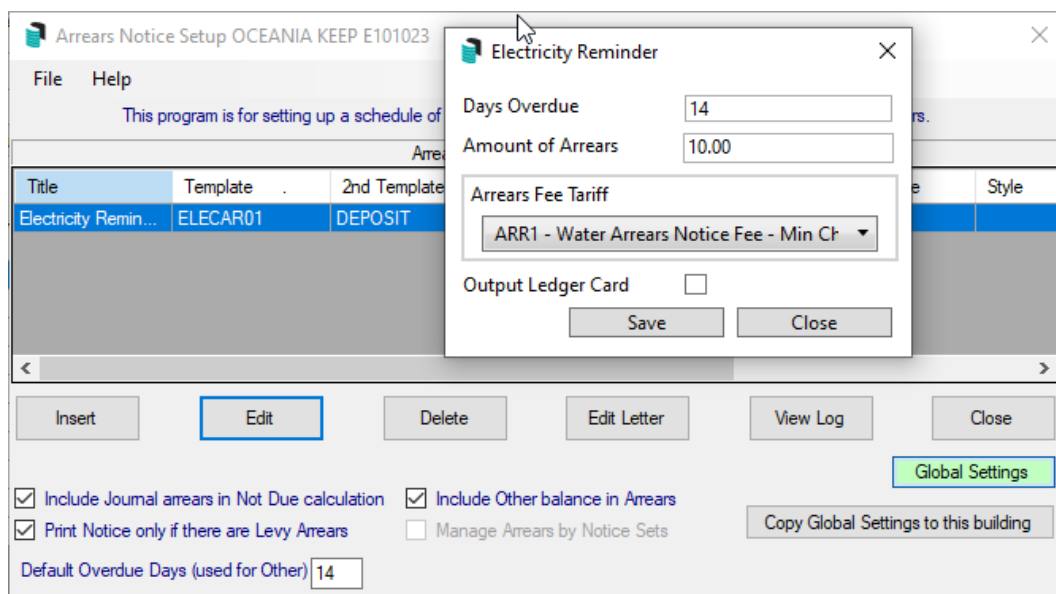 Arrears Notice Setup OCEANIA KEEP E101023
File Help
This program is for setting up a schedule of
rs.
Arrea
Title Template . 2nd Template e Style
Electricity Remin... ELECAR01 DEPOSIT
Electricity Reminder
Days Overdue 14
Amount of Arrears 10.00
Arrears Fee Tariff
ARR1 - Water Arrears Notice Fee - Min Ch
Output Ledger Card
Save Close
Insert Edit Delete Edit Letter View Log Close
Global Settings
Include Journal arrears in Not Due calculation Include Other balance in Arrears
Print Notice only if there are Levy Arrears Manage Arrears by Notice Sets Copy Global Settings to this building
Default Overdue Days (used for Other) 14